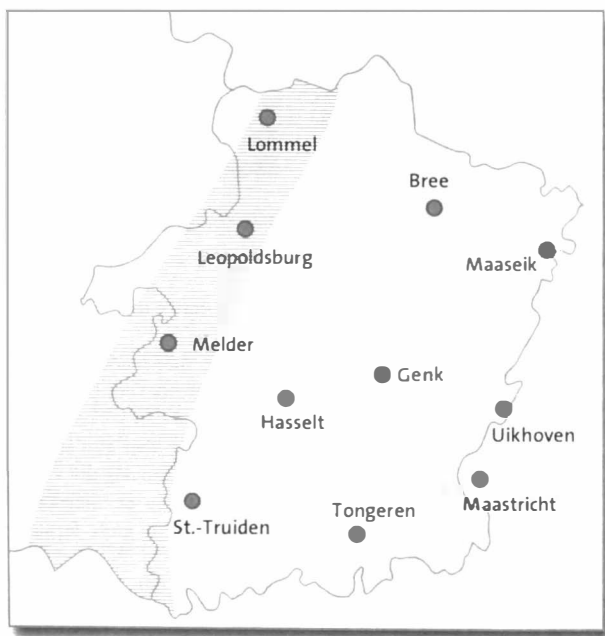 Lommel
Bree
Leopoldsburg
Maaseik
Melder
Genk
Hasselt
Uikhoven
Maastricht
Tongeren
St.-Truiden